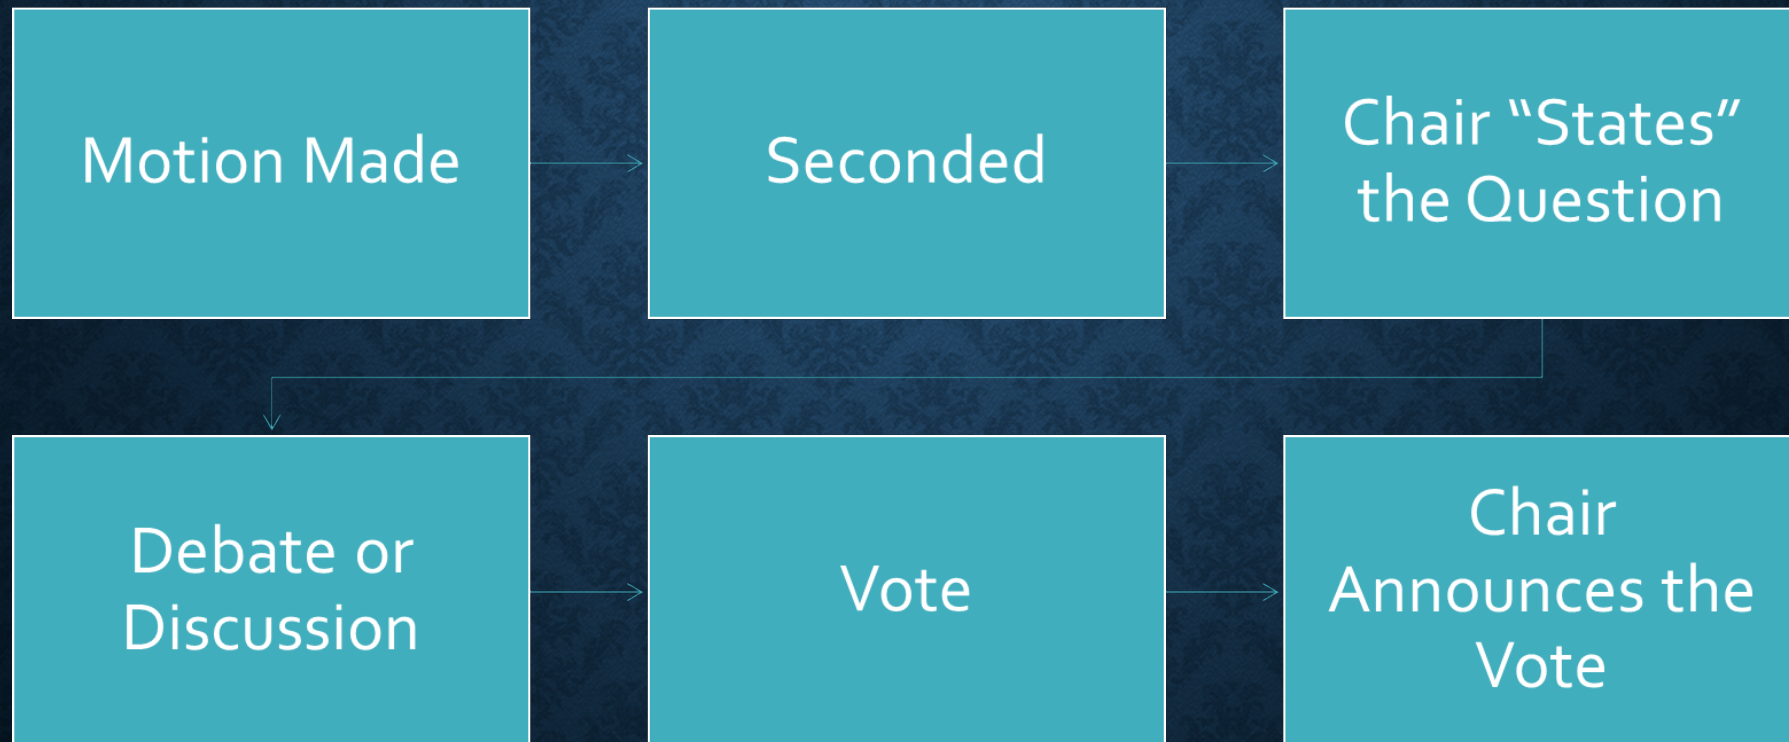 Motion Made
Seconded
Chair “States”
the Question
Debate or
Discussion
Vote
Chair
Announces the
Vote